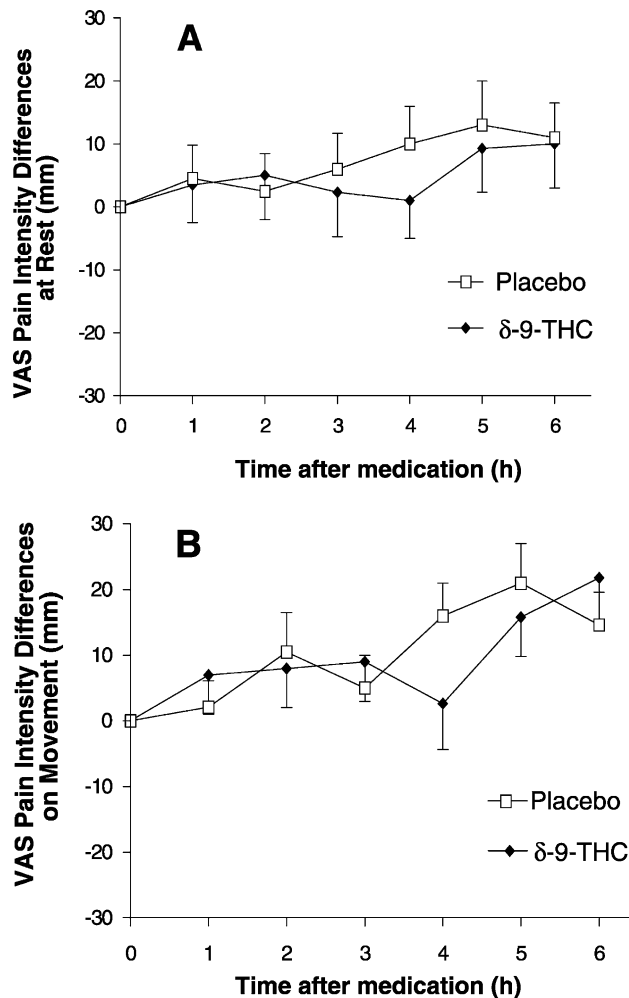 A
VAS Pain Intensity Differences
at Rest (mm)
30
20
10
0
-10
-20
-30
Placebo
δ-9-THC
0 1 2 3 4 5 6
Time after medication (h)
B
VAS Pain Intensity Differences
on Movement (mm)
30
20
10
0
-10
-20
-30
Placebo
δ-9-THC
0 1 2 3 4 5 6
Time after medication (h)